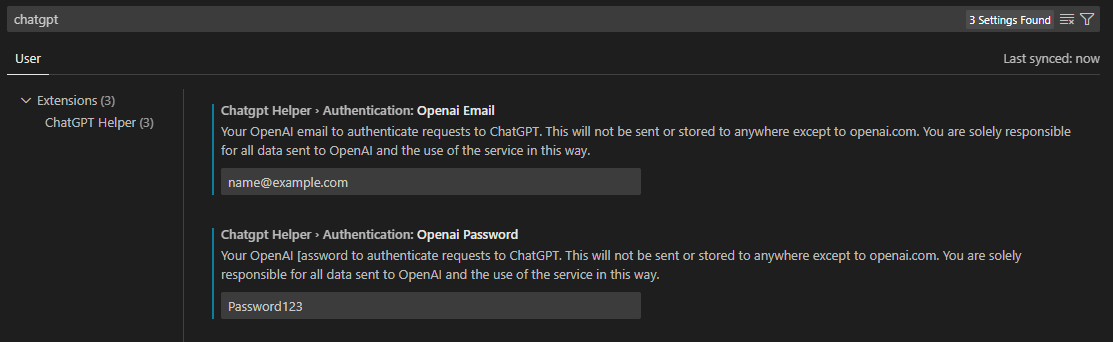 chatgpt
3 Settings Found
User
Last synced: now
Extensions (3)
ChatGPT Helper (3)
Chatgpt Helper › Authentication: Openai Email
Your OpenAI email to authenticate requests to ChatGPT. This will not be sent or stored to anywhere except to openai.com. You are solely responsible
for all data sent to OpenAI and the use of the service in this way.
name@example.com
Chatgpt Helper › Authentication: Openai Password
Your OpenAI [assord to authenticate requests to ChatGPT. This will not be sent or stored to anywhere except to openai.com. You are solely
responsible for all data sent to OpenAI and the use of the service in this way.
Password123